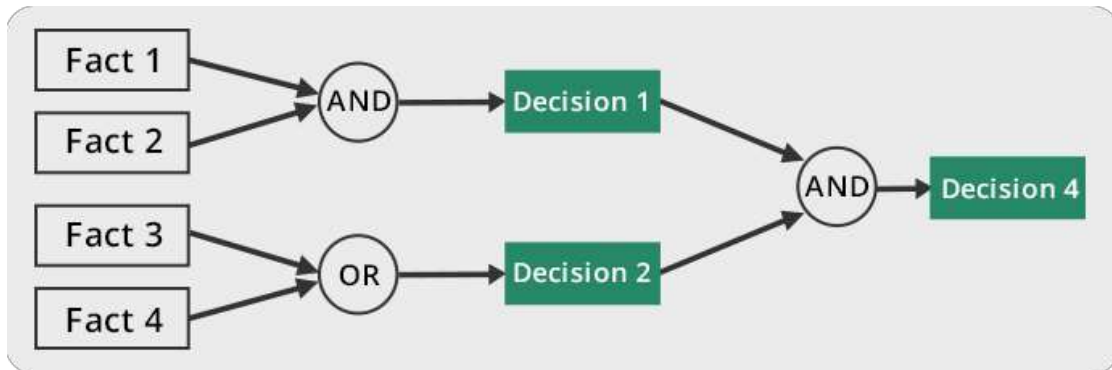 Fact 1
Fact 2
AND
Decision 1
Fact 3
Fact 4
OR
Decision 2
AND
Decision 4